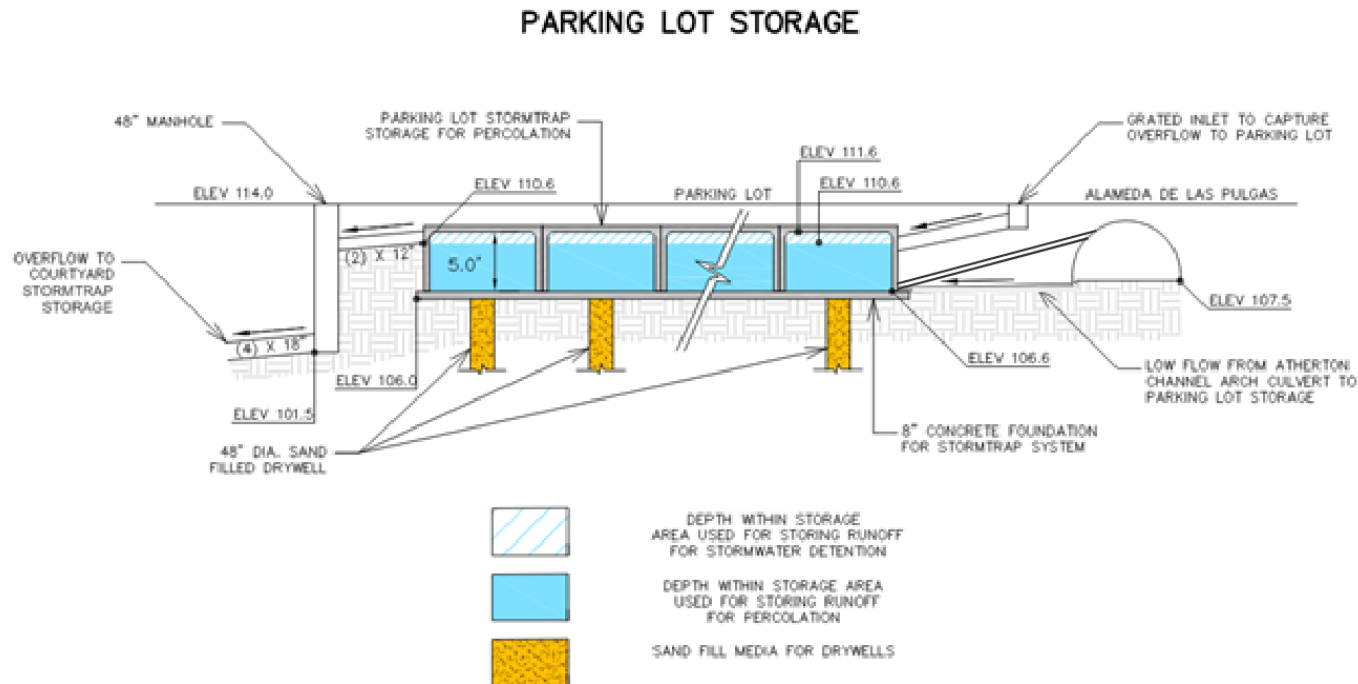 PARKING LOT STORAGE
48" MANHOLE
PARKING LOT STORMTRAP
STORAGE FOR PERCOLATION
GRATED INLET TO CAPTURE
OVERFLOW TO PARKING LOT
ELEV 111.6
ELEV 110.6
ELEV 110.6
ELEV 114.0
PARKING LOT
ALAMEDA DE LAS PULGAS
(2) X 12"
OVERFLOW TO
COURTYARD
STORMTRAP
STORAGE
5.0"
ELEV 107.5
(4) X 18"
ELEV 106.6
ELEV 106.0
LOW FLOW FROM ATHERTON
CHANNEL ARCH CULVERT TO
PARKING LOT STORAGE
ELEV 101.5
8" CONCRETE FOUNDATION
FOR STORMTRAP SYSTEM
48" DIA. SAND
FILLED DRYWELL
DEPTH WITHIN STORAGE
AREA USED FOR STORING RUNOFF
FOR STORMWATER DETENTION
DEPTH WITHIN STORAGE AREA
USED FOR STORING RUNOFF
FOR PERCOLATION
SAND FILL MEDIA FOR DRYWELLS